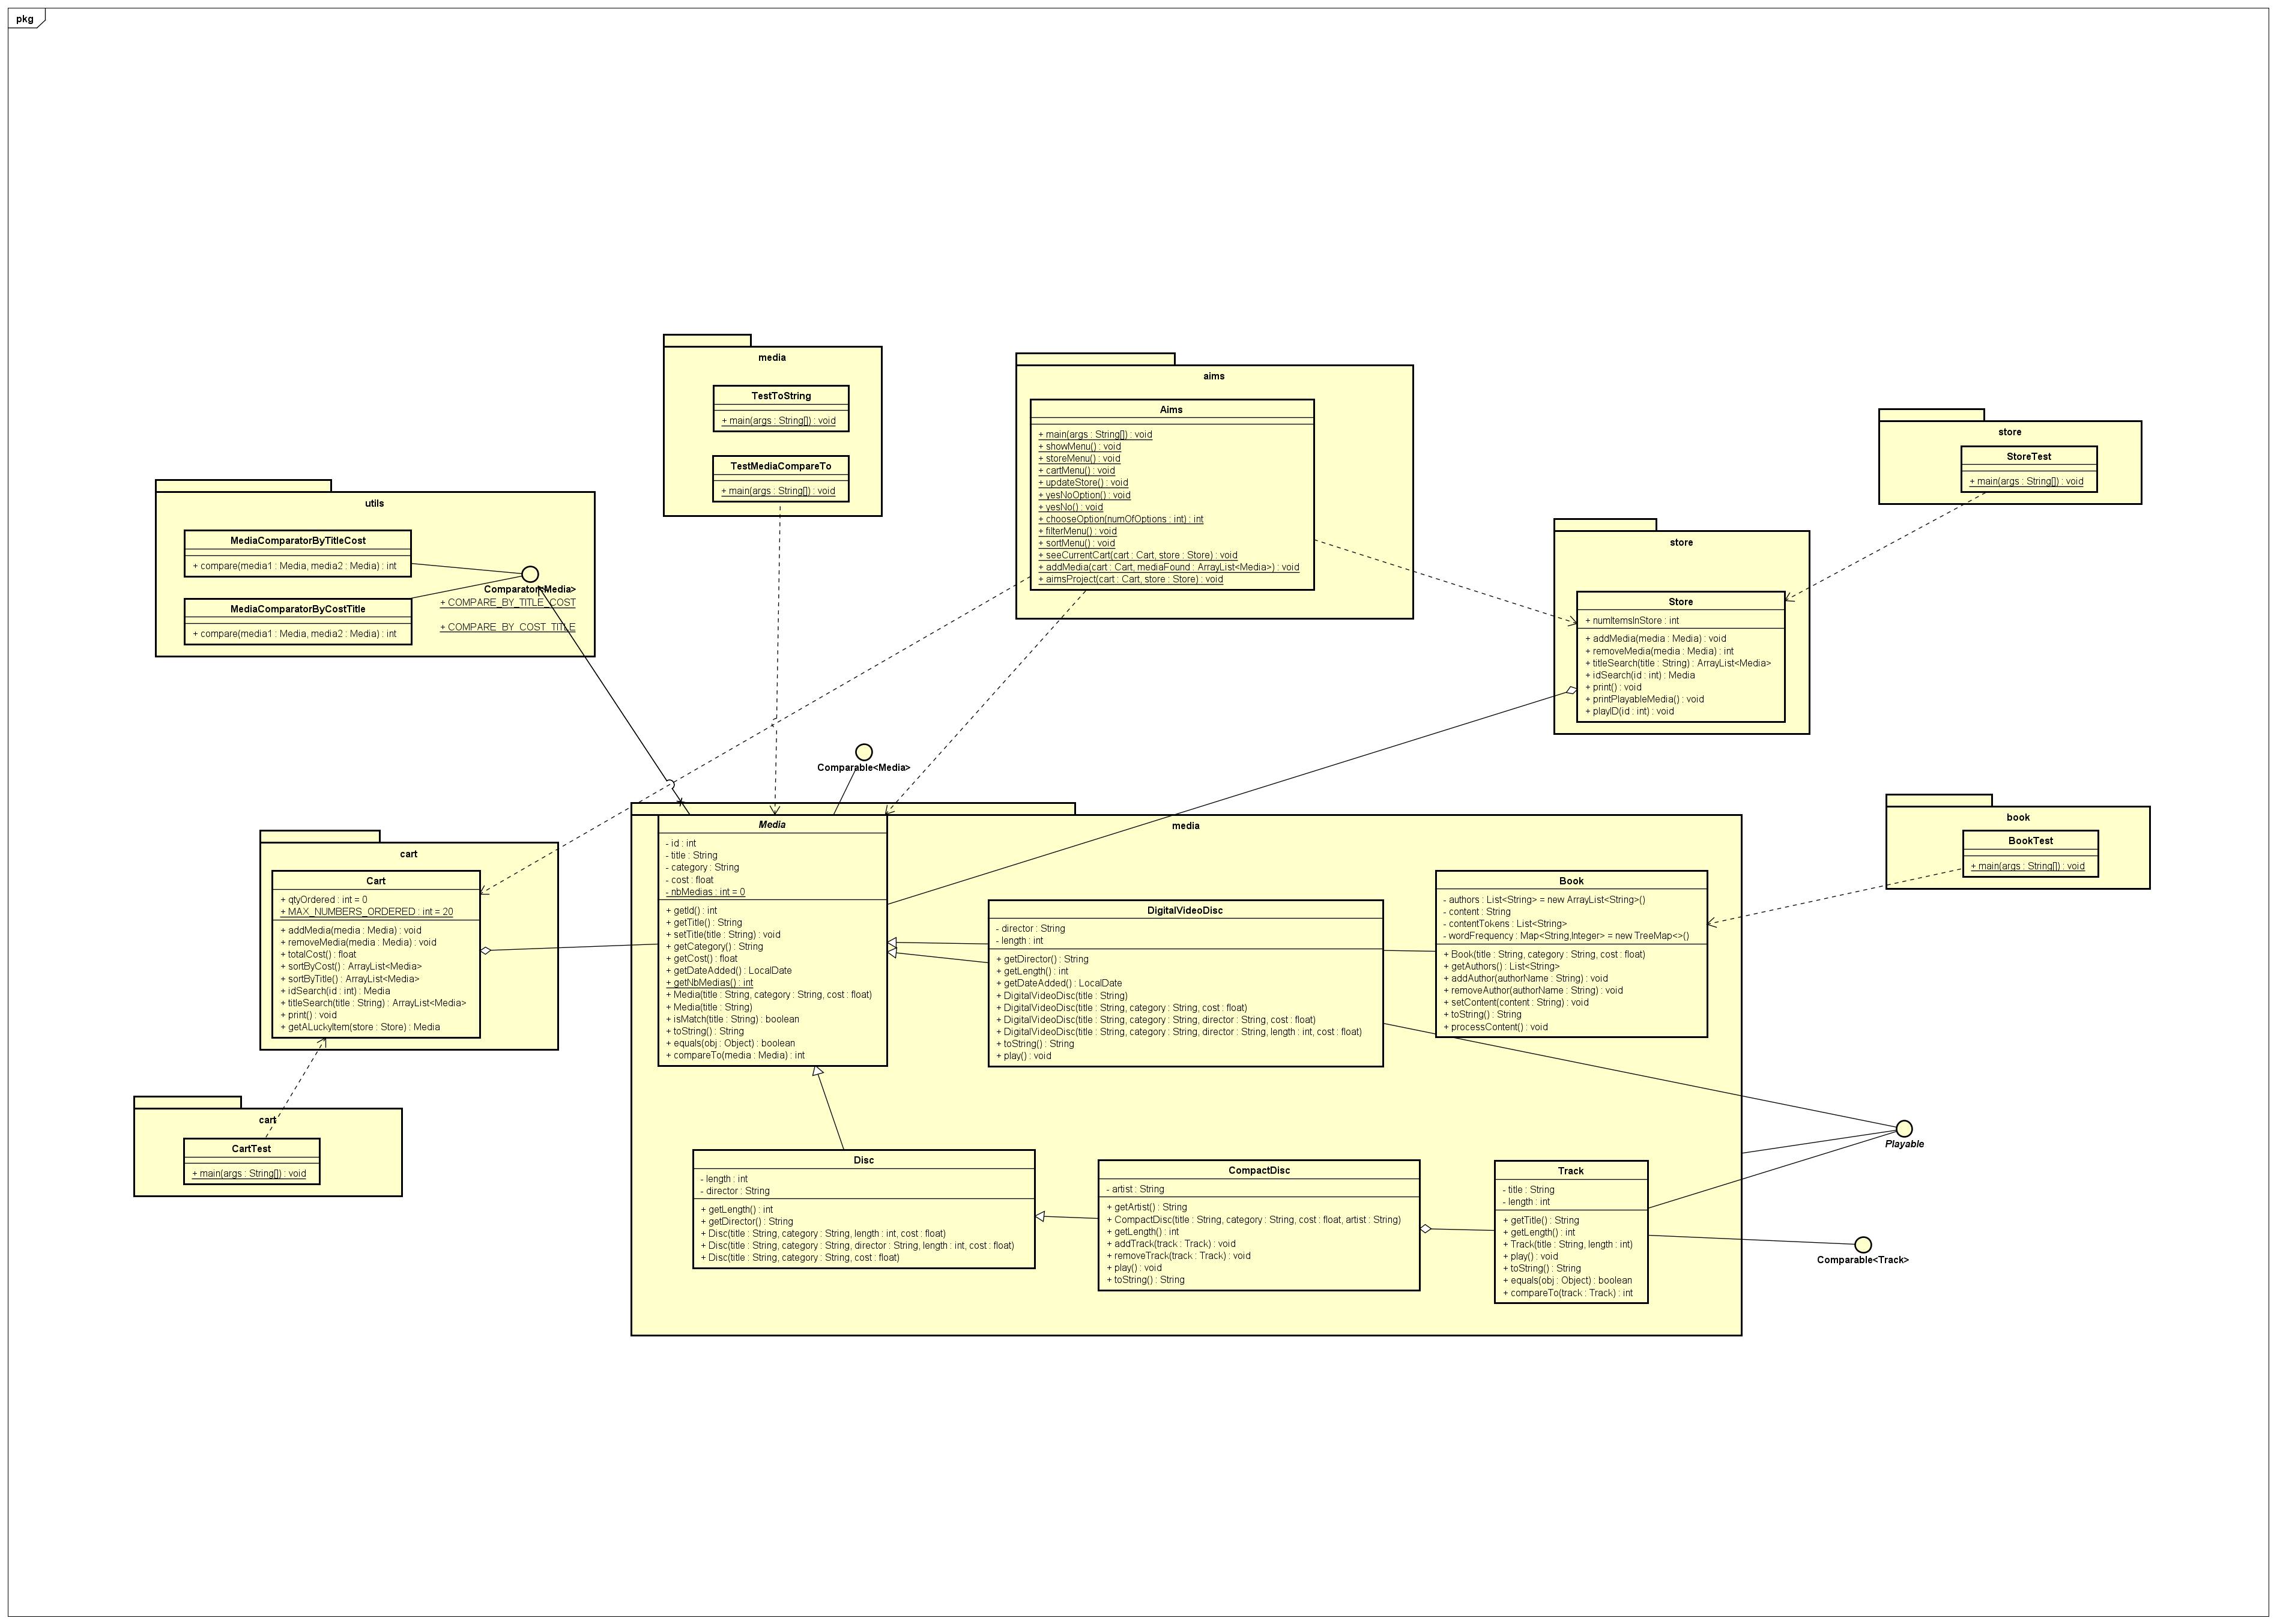 pkg
media
TestToString
+ main(args : String[]) : void
TestMediaCompareTo
+ main(args : String[]) : void
aims
Aims
+ main(args : String[]) : void
+ showMenu() : void
+ storeMenu() : void
+ cartMenu() : void
+ updateStore() : void
+ yesNoOption() : void
+ yesNo() : void
+ chooseOption(numOfOptions : int) : int
+ filterMenu() : void
+ sortMenu() : void
+ seeCurrentCart(cart : Cart, store : Store) : void
+ addMedia(cart : Cart, mediaFound : ArrayList<Media>) : void
+ aimsProject(cart : Cart, store : Store) : void
store
StoreTest
+ main(args : String[]) : void
utils
MediaComparatorByTitleCost
+ compare(media1 : Media, media2 : Media) : int
MediaComparatorByCostTitle
+ compare(media1 : Media, media2 : Media) : int
Comparator<Media>
+ COMPARE_BY_TITLE_COST
+ COMPARE_BY_COST_TITLE
store
Store
+ numItemsInStore : int
+ addMedia(media : Media) : void
+ removeMedia(media : Media) : int
+ titleSearch(title : String) : ArrayList<Media>
+ idSearch(id : int) : Media
+ print() : void
+ printPlayableMedia() : void
+ playID(id : int) : void
Comparable<Media>
cart
Cart
+ qtyOrdered : int = 0
+ MAX_NUMBERS_ORDERED : int = 20
+ addMedia(media : Media) : void
+ removeMedia(media : Media) : void
+ totalCost() : float
+ sortByCost() : ArrayList<Media>
+ sortByTitle() : ArrayList<Media>
+ idSearch(id : int) : Media
+ titleSearch(title : String) : ArrayList<Media>
+ print() : void
+ getALuckyItem(store : Store) : Media
media
Media
- id : int
- title : String
- category : String
- cost : float
- nbMedias : int = 0
+ getId() : int
+ getTitle() : String
+ setTitle(title : String) : void
+ getCategory() : String
+ getCost() : float
+ getDateAdded() : LocalDate
+ getNbMedias() : int
+ Media(title : String, category : String, cost : float)
+ Media(title : String)
+ isMatch(title : String) : boolean
+ toString() : String
+ equals(obj : Object) : boolean
+ compareTo(media : Media) : int
DigitalVideoDisc
- director : String
- length : int
+ getDirector() : String
+ getLength() : int
+ getDateAdded() : LocalDate
+ DigitalVideoDisc(title : String)
+ DigitalVideoDisc(title : String, category : String, cost : float)
+ DigitalVideoDisc(title : String, category : String, director : String, cost : float)
+ DigitalVideoDisc(title : String, category : String, director : String, length : int, cost : float)
+ toString() : String
+ play() : void
Book
- authors : List<String> = new ArrayList<String>()
- content : String
- contentTokens : List<String>
- wordFrequency : Map<String,Integer> = new TreeMap<>()
+ Book(title : String, category : String, cost : float)
+ getAuthors() : List<String>
+ addAuthor(authorName : String) : void
+ removeAuthor(authorName : String) : void
+ setContent(content : String) : void
+ toString() : String
+ processContent() : void
book
BookTest
+ main(args : String[]) : void
cart
CartTest
+ main(args : String[]) : void
Disc
- length : int
- director : String
+ getLength() : int
+ getDirector() : String
+ Disc(title : String, category : String, length : int, cost : float)
+ Disc(title : String, category : String, director : String, length : int, cost : float)
+ Disc(title : String, category : String, cost : float)
CompactDisc
- artist : String
+ getArtist() : String
+ CompactDisc(title : String, category : String, cost : float, artist : String)
+ getLength() : int
+ addTrack(track : Track) : void
+ removeTrack(track : Track) : void
+ play() : void
+ toString() : String
Track
- title : String
- length : int
+ getTitle() : String
+ getLength() : int
+ Track(title : String, length : int)
+ play() : void
+ toString() : String
+ equals(obj : Object) : boolean
+ compareTo(track : Track) : int
Playable
Comparable<Track>